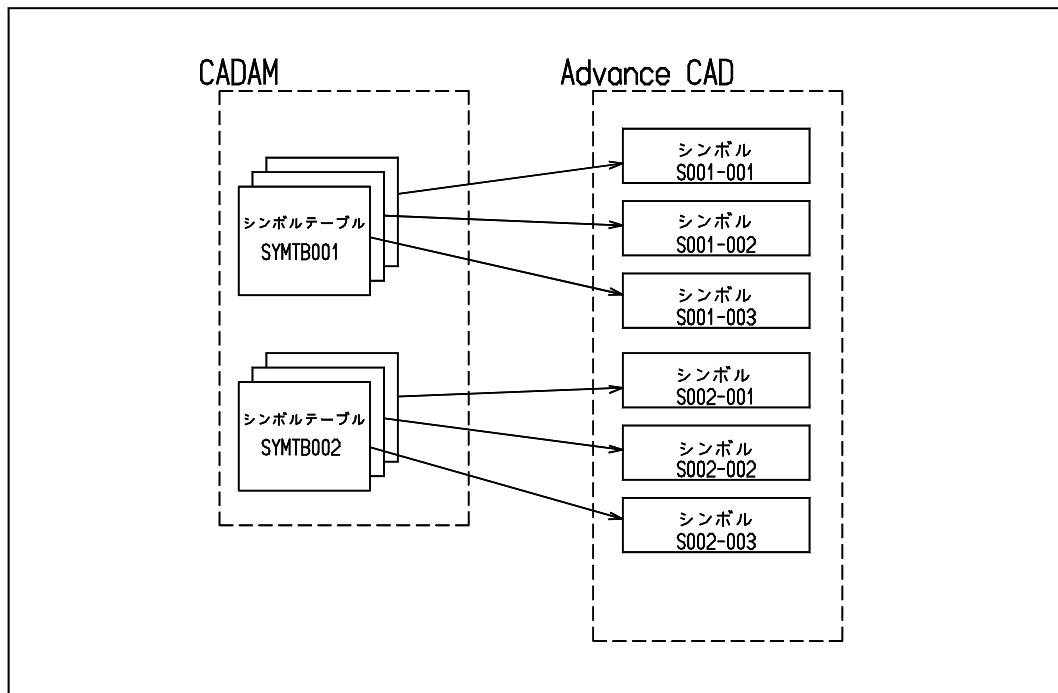 CADAM
シンボルテーブル
SYMTB001
シンボルテーブル
SYMTB002
Advance CAD
シンボル
S001-001
シンボル
S001-002
シンボル
S001-003
シンボル
S002-001
シンボル
S002-002
シンボル
S002-003